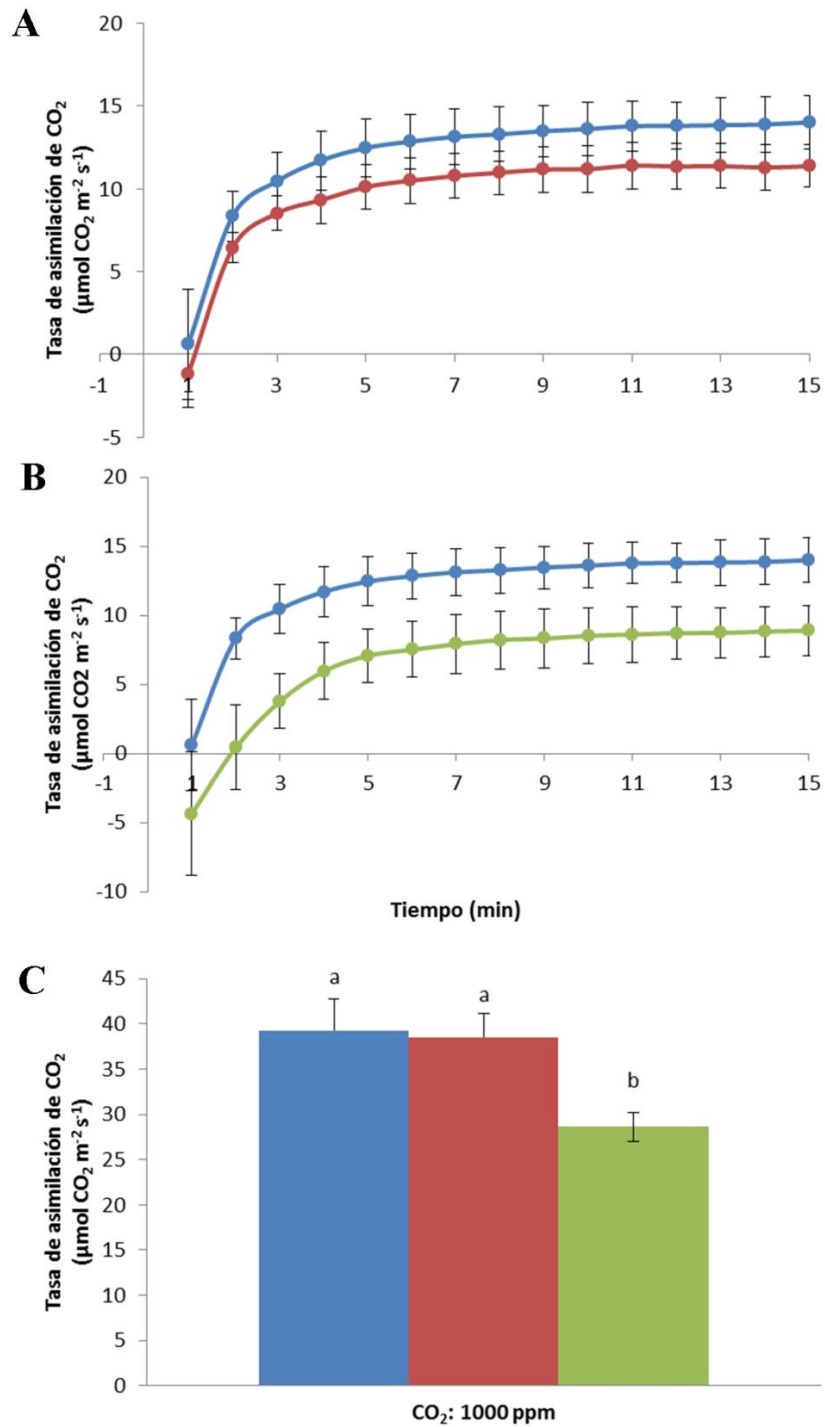 A
Tasa de asimilación de CO₂
(µmol CO₂ m⁻² s⁻¹)
20
15
10
5
0
-5
-1
1
3
5
7
9
11
13
15
B
Tasa de asimilación de CO₂
(µmol CO2 m⁻² s⁻¹)
20
15
10
5
0
-5
-10
-1
1
3
5
7
9
11
13
15
Tiempo (min)
C
Tasa de asimilación de CO₂
(µmol CO₂ m⁻² s⁻¹)
45
40
35
30
25
20
15
10
5
0
a
a
b
CO₂: 1000 ppm